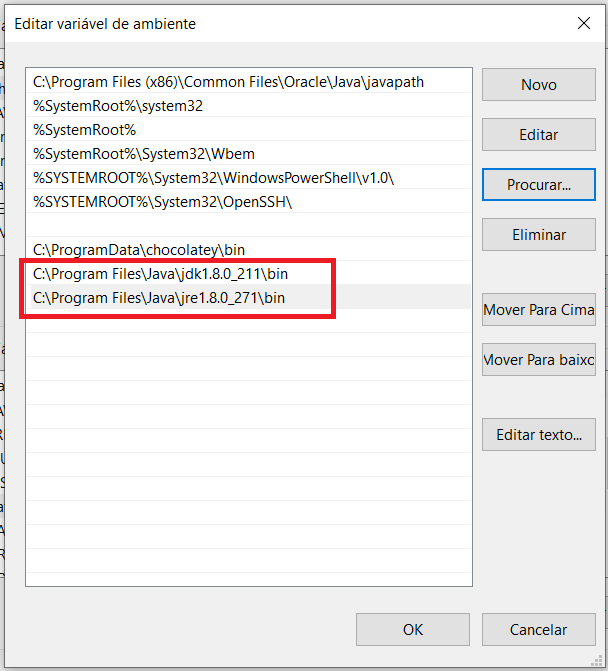 Editar variável de ambiente
C:\Program Files (x86)\Common Files\Oracle\Java\javapath
%SystemRoot%\system32
%SystemRoot%
%SystemRoot%\System32\Wbem
%SYSTEMROOT%\System32\WindowsPowerShell\v1.0\
%SYSTEMROOT%\System32\OpenSSH\
C:\ProgramData\chocolatey\bin
C:\Program Files\Java\jdk1.8.0_211\bin
C:\Program Files\Java\jre1.8.0_271\bin
Novo
Editar
Procurar...
Eliminar
Mover Para Cima
Mover Para baixo
Editar texto...
OK
Cancelar